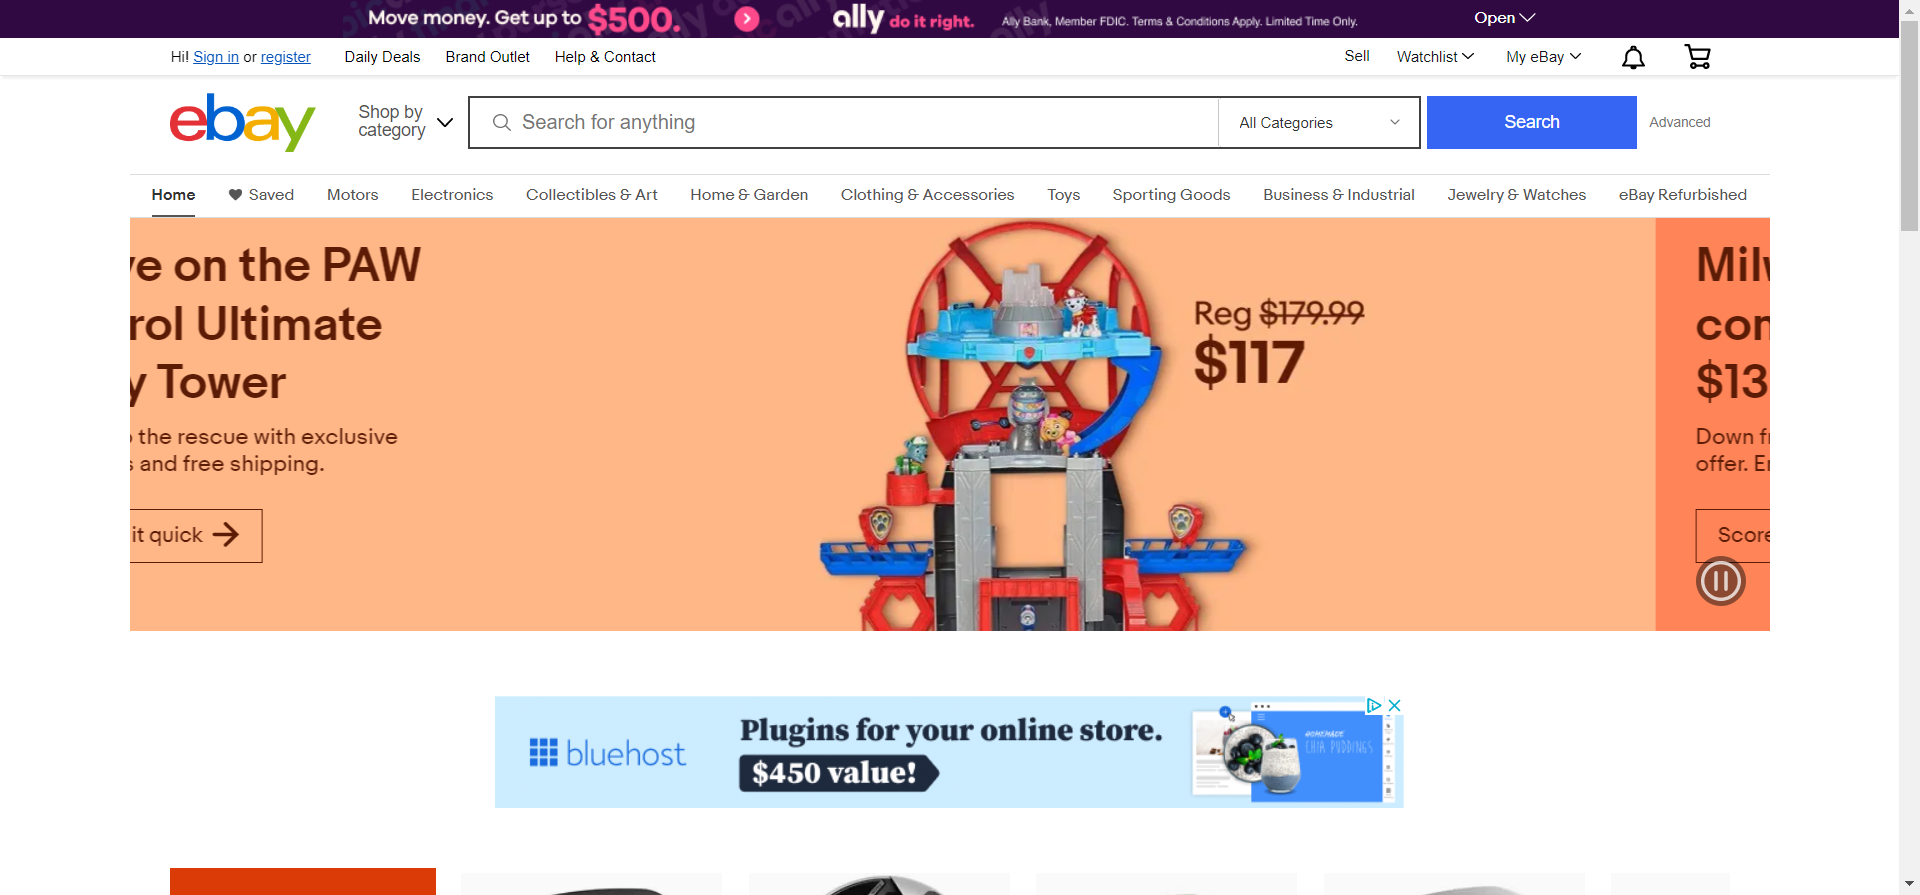 Move money. Get up to $500.
ally do it right.
Ally Bank, Member FDIC. Terms & Conditions Apply. Limited Time Only.
Open
Hi! Sign in or register
Daily Deals
Brand Outlet
Help & Contact
Sell
Watchlist
My eBay
ebay
Shop by
category
Search for anything
All Categories
Search
Advanced
Home
Saved
Motors
Electronics
Collectibles & Art
Home & Garden
Clothing & Accessories
Toys
Sporting Goods
Business & Industrial
Jewelry & Watches
eBay Refurbished
on the PAW
Ultimate
Tower
the rescue with exclusive
and free shipping.
it quick
Reg $179.99
$117
$13
Down
offer.
Score
bluehost
Plugins for your online store.
$450 value!
HOMEMADE
CHIA PUDDINGS